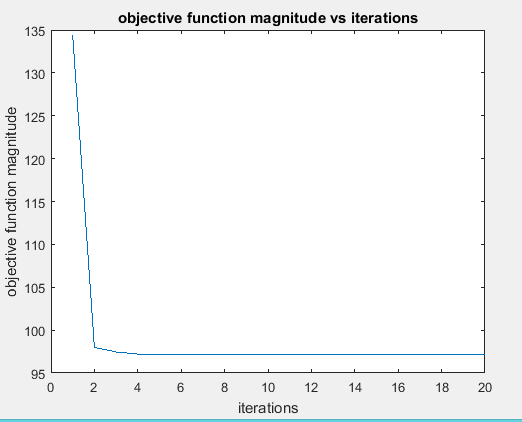 objective function magnitude vs iterations
objective function magnitude
135
130
125
120
115
110
105
100
95
0 2 4 6 8 10 12 14 16 18 20
iterations